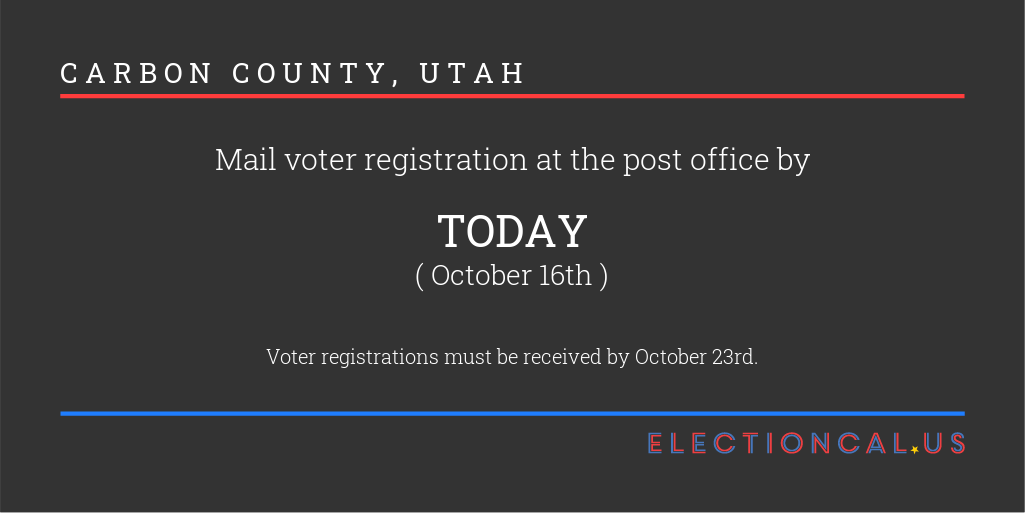 CARBON COUNTY, UTAH
Mail voter registration at the post office by
TODAY
( October 16th )
Voter registrations must be received by October 23rd.
ELECTIONCAL.US